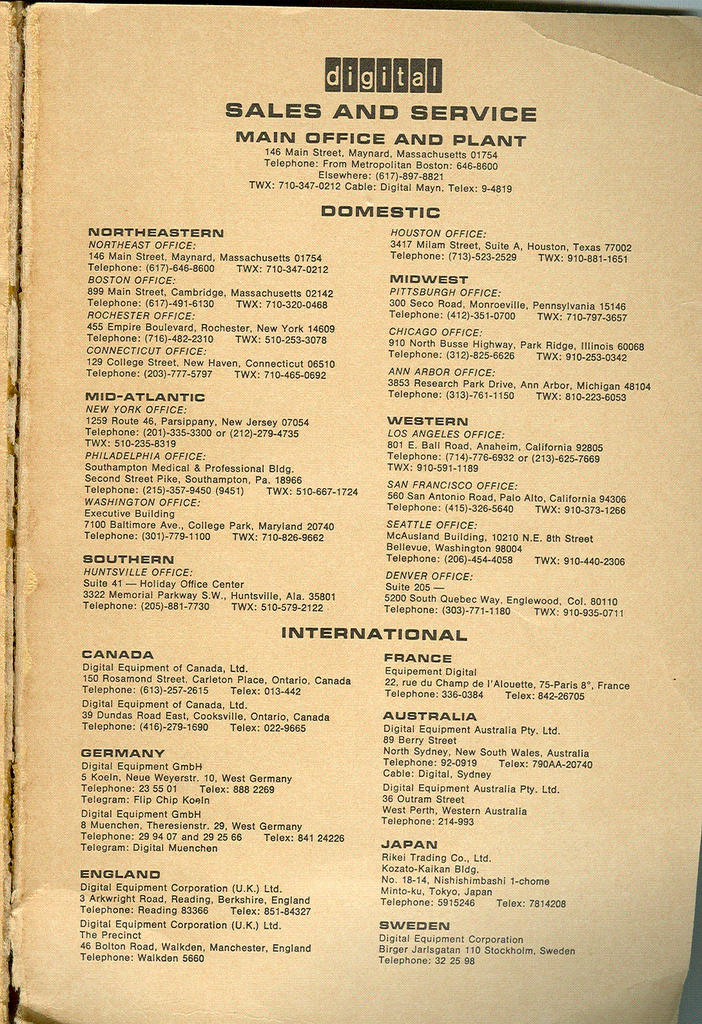 digital
SALES AND SERVICE
MAIN OFFICE AND PLANT
146 Main Street, Maynard, Massachusetts 01754
Telephone: From Metropolitan Boston: 646-8600
Elsewhere: (617)-897-8821
TWX: 710-347-0212 Cable: Digital Mayn. Telex: 9-4819
DOMESTIC
NORTHEASTERN
NORTHEAST OFFICE:
146 Main Street, Maynard, Massachusetts 01754
Telephone: (617)-646-8600 TWX: 710-347-0212
BOSTON OFFICE:
899 Main Street, Cambridge, Massachusetts 02142
Telephone: (617)-491-6130 TWX: 710-320-0468
ROCHESTER OFFICE:
455 Empire Boulevard, Rochester, New York 14609
Telephone: (716)-482-2310 TWX: 510-253-3078
CONNECTICUT OFFICE:
129 College Street, New Haven, Connecticut 06510
Telephone: (203)-777-5797 TWX: 710-465-0692
MID-ATLANTIC
NEW YORK OFFICE:
1259 Route 46, Parsippany, New Jersey 07054
Telephone: (201)-335-3300 or (212)-279-4735
TWX: 510-235-8319
PHILADELPHIA OFFICE:
Southampton Medical & Professional Bldg.
Second Street Pike, Southampton, Pa. 18966
Telephone: (215)-357-9450 (9451) TWX: 510-667-1724
WASHINGTON OFFICE:
Executive Building
7100 Baltimore Ave., College Park, Maryland 20740
Telephone: (301)-779-1100 TWX: 710-826-9662
SOUTHERN
HUNTSVILLE OFFICE:
Suite 41 — Holiday Office Center
3322 Memorial Parkway S.W., Huntsville, Ala. 35801
Telephone: (205)-881-7730 TWX: 510-579-2122
HOUSTON OFFICE:
3417 Milam Street, Suite A, Houston, Texas 77002
Telephone: (713)-523-2529 TWX: 910-881-1651
MIDWEST
PITTSBURGH OFFICE:
300 Seco Road, Monroeville, Pennsylvania 15146
Telephone: (412)-351-0700 TWX: 710-797-3657
CHICAGO OFFICE:
910 North Busse Highway, Park Ridge, Illinois 60068
Telephone: (312)-825-6626 TWX: 910-253-0342
ANN ARBOR OFFICE:
3853 Research Park Drive, Ann Arbor, Michigan 48104
Telephone: (313)-761-1150 TWX: 810-223-6053
WESTERN
LOS ANGELES OFFICE:
801 E. Ball Road, Anaheim, California 92805
Telephone: (714)-776-6932 or (213)-625-7669
TWX: 910-591-1189
SAN FRANCISCO OFFICE:
560 San Antonio Road, Palo Alto, California 94306
Telephone: (415)-326-5640 TWX: 910-373-1266
SEATTLE OFFICE:
McAusland Building, 10210 N.E. 8th Street
Bellevue, Washington 98004
Telephone: (206)-454-4058 TWX: 910-440-2306
DENVER OFFICE:
Suite 205 —
5200 South Quebec Way, Englewood, Col. 80110
Telephone: (303)-771-1180 TWX: 910-935-0711
INTERNATIONAL
CANADA
Digital Equipment of Canada, Ltd.
150 Rosamond Street, Carleton Place, Ontario, Canada
Telephone: (613)-257-2615 Telex: 013-442
Digital Equipment of Canada, Ltd.
39 Dundas Road East, Cooksville, Ontario, Canada
Telephone: (416)-279-1690 Telex: 022-9665
GERMANY
Digital Equipment GmbH
5 Koeln, Neue Weyerstr. 10, West Germany
Telephone: 23 55 01 Telex: 888 2269
Telegram: Flip Chip Koeln
Digital Equipment GmbH
8 Muenchen, Theresienstr. 29, West Germany
Telephone: 29 94 07 and 29 25 66 Telex: 841 24226
Telegram: Digital Muenchen
ENGLAND
Digital Equipment Corporation (U.K.) Ltd.
3 Arkwright Road, Reading, Berkshire, England
Telephone: Reading 83366 Telex: 851-84327
Digital Equipment Corporation (U.K.) Ltd.
The Precinct
46 Bolton Road, Walkden, Manchester, England
Telephone: Walkden 5660
FRANCE
Equipement Digital
22, rue du Champ de l'Alouette, 75-Paris 8°, France
Telephone: 336-0384 Telex: 842-26705
AUSTRALIA
Digital Equipment Australia Pty. Ltd.
89 Berry Street
North Sydney, New South Wales, Australia
Telephone: 92-0919 Telex: 790AA-20740
Cable: Digital, Sydney
Digital Equipment Australia Pty. Ltd.
36 Outram Street
West Perth, Western Australia
Telephone: 214-993
JAPAN
Rikei Trading Co., Ltd.
Kozato-Kaikan Bldg.
No. 18-14, Nishishimbashi 1-chome
Minto-ku, Tokyo, Japan
Telephone: 5915246 Telex: 7814208
SWEDEN
Digital Equipment Corporation
Birger Jarlsgatan 110 Stockholm, Sweden
Telephone: 32 25 98